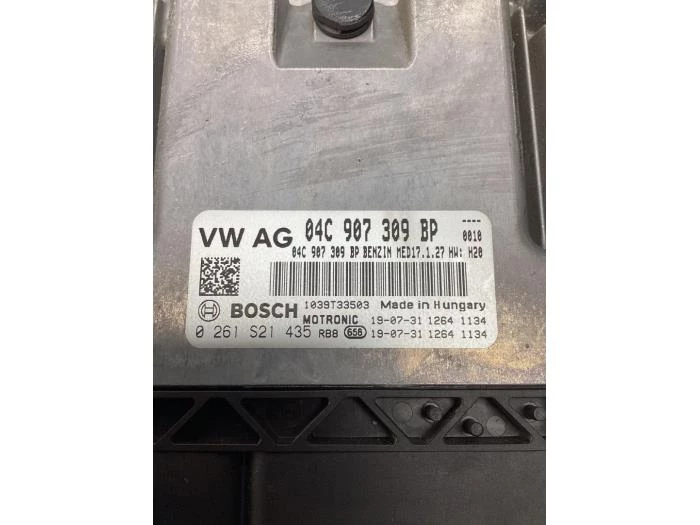 VW AG 04C 907 309 BP ----
0010
04C 907 309 BP BENZIN MED17.1.27 HW: H20
BOSCH 1039T33503 Made in Hungary
MOTRONIC 19-07-31 1264 1134
0 261 S21 435 RB8 656 19-07-31 1264 1134